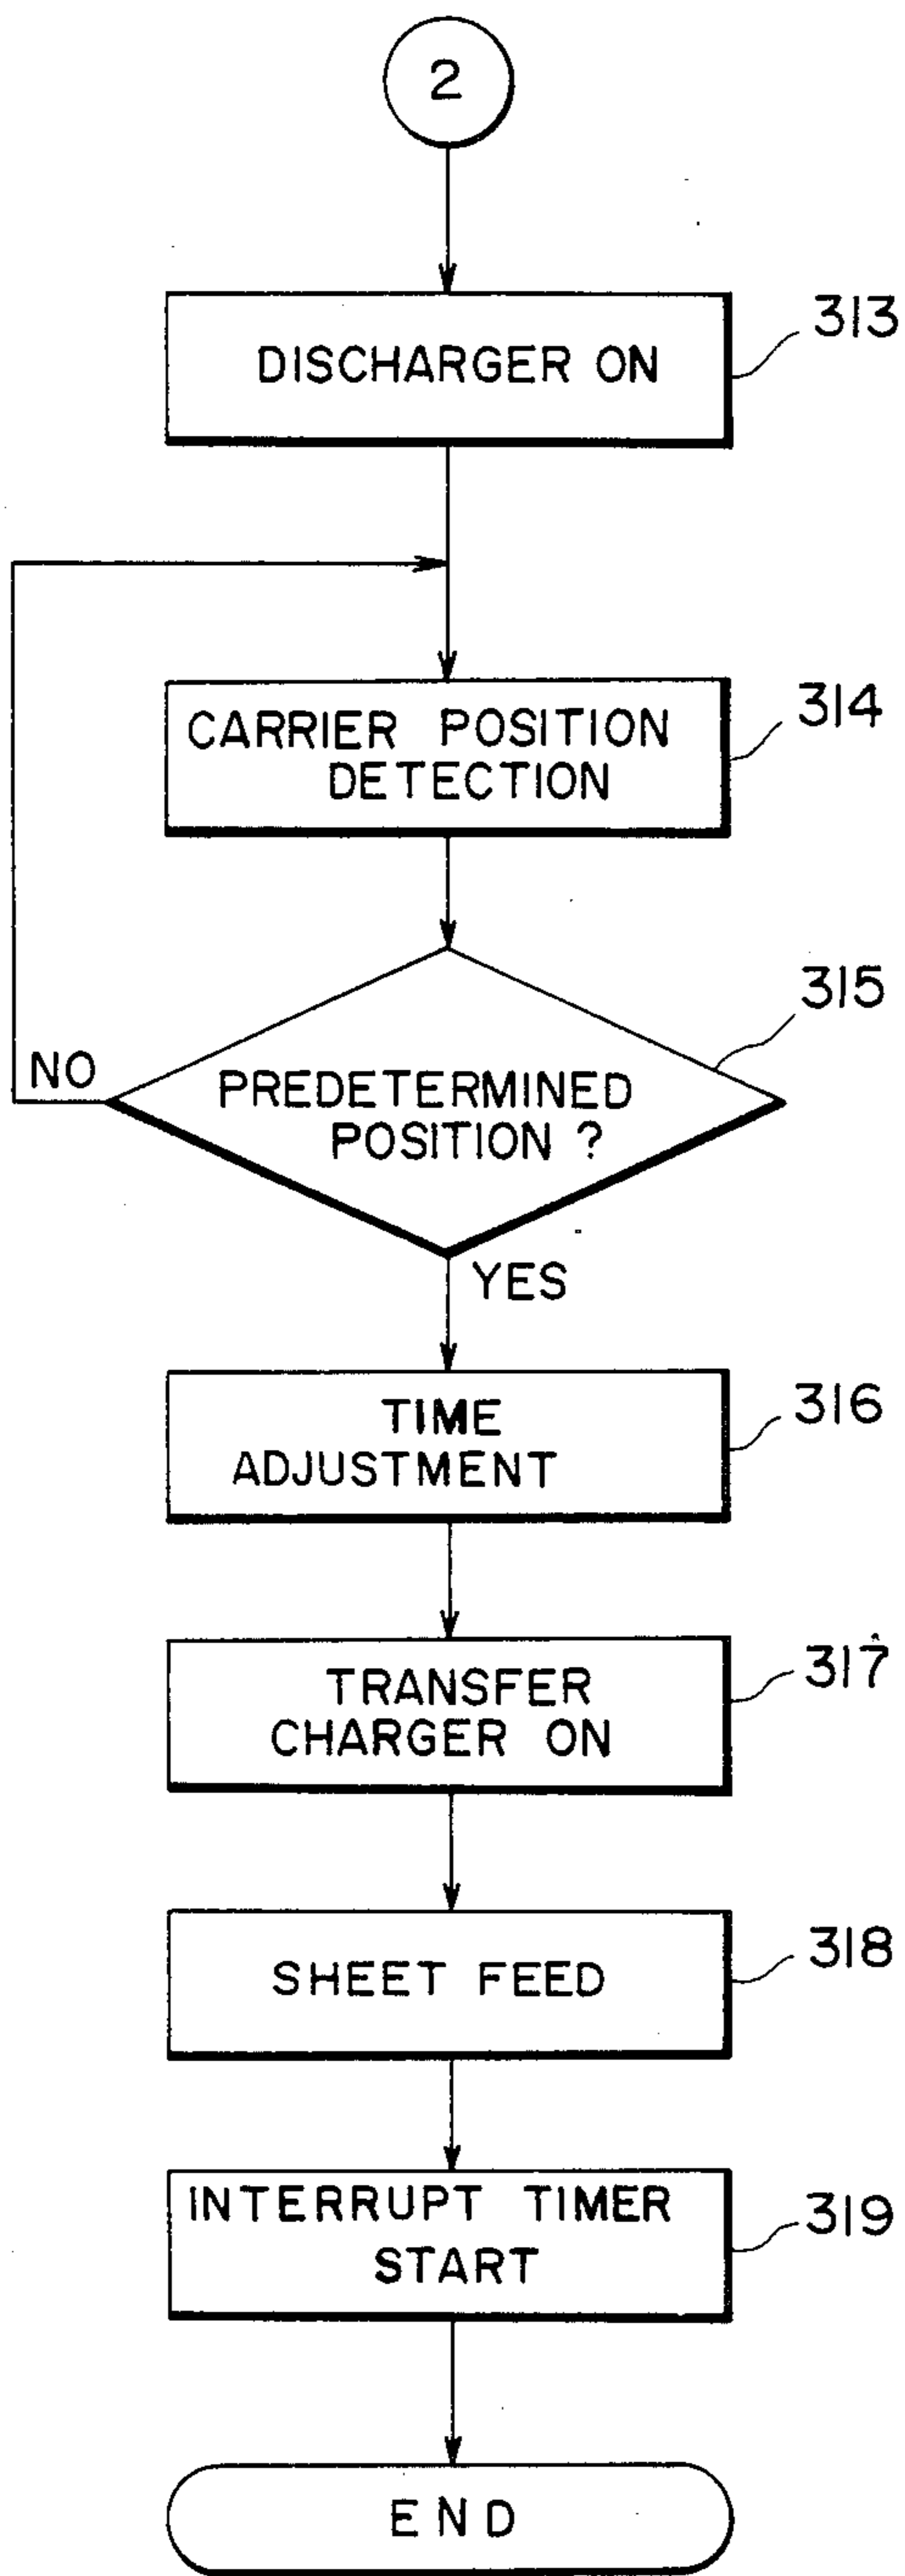 2
DISCHARGER ON
313
CARRIER POSITION
DETECTION
314
PREDETERMINED
POSITION ?
315
NO
YES
TIME
ADJUSTMENT
316
TRANSFER
CHARGER ON
317
SHEET FEED
318
INTERRUPT TIMER
START
319
END